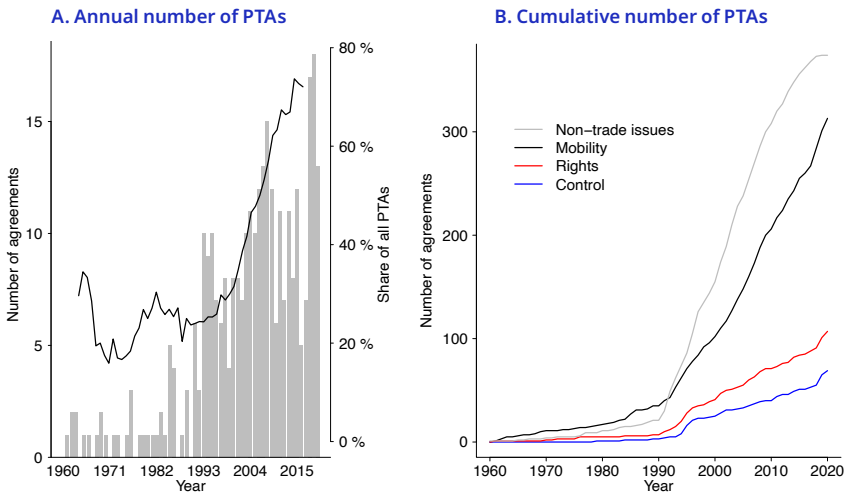 A. Annual number of PTAs
B. Cumulative number of PTAs
80 %
60 %
40 %
20 %
0 %
15
10
5
0
Number of agreements
Share of all PTAs
1960 1971 1982 1993 2004 2015
Year
300
200
100
0
Number of agreements
Non−trade issues
Mobility
Rights
Control
1960 1970 1980 1990 2000 2010 2020
Year